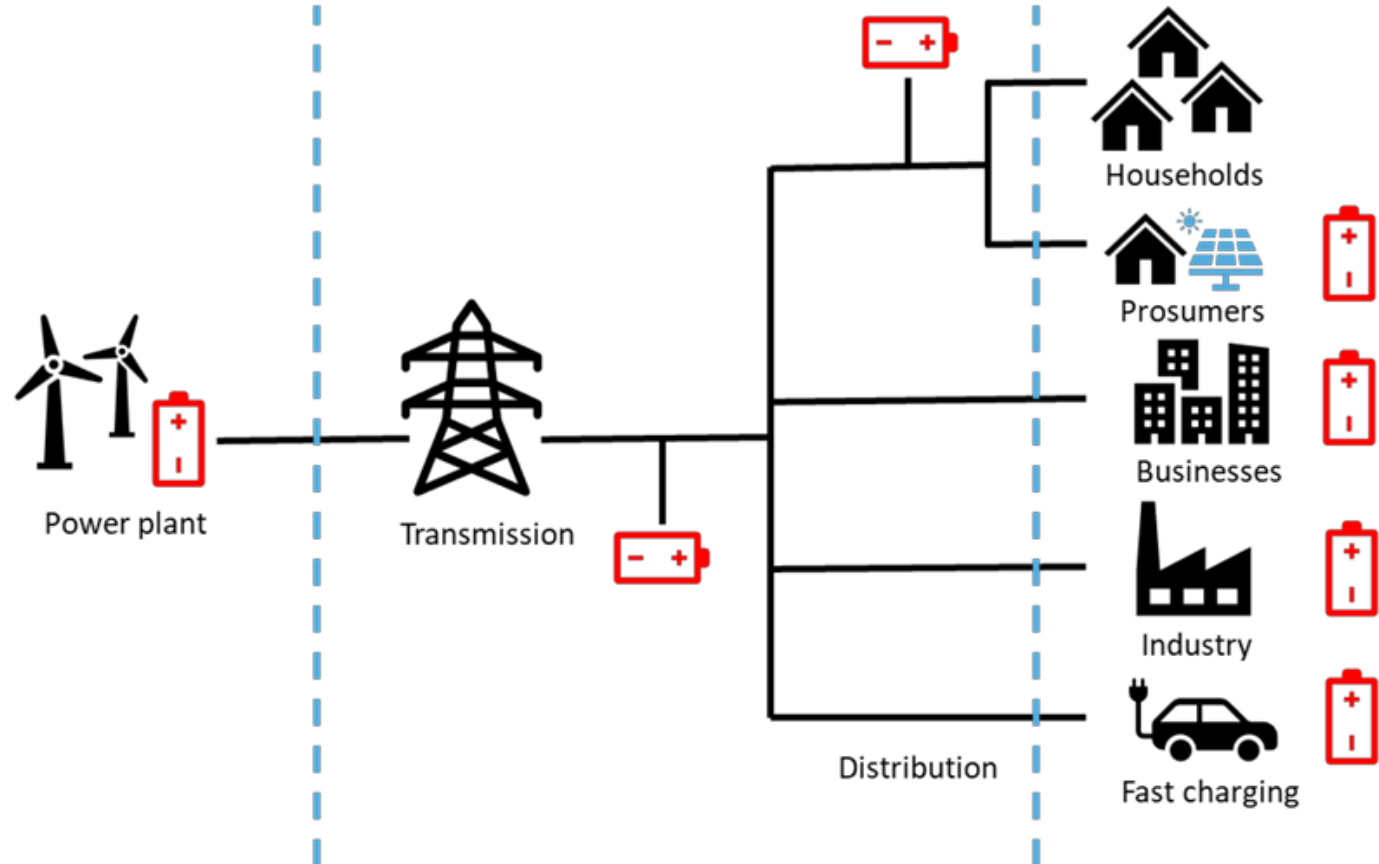 Households
Prosumers
Businesses
Power plant
Transmission
Industry
Distribution
Fast charging